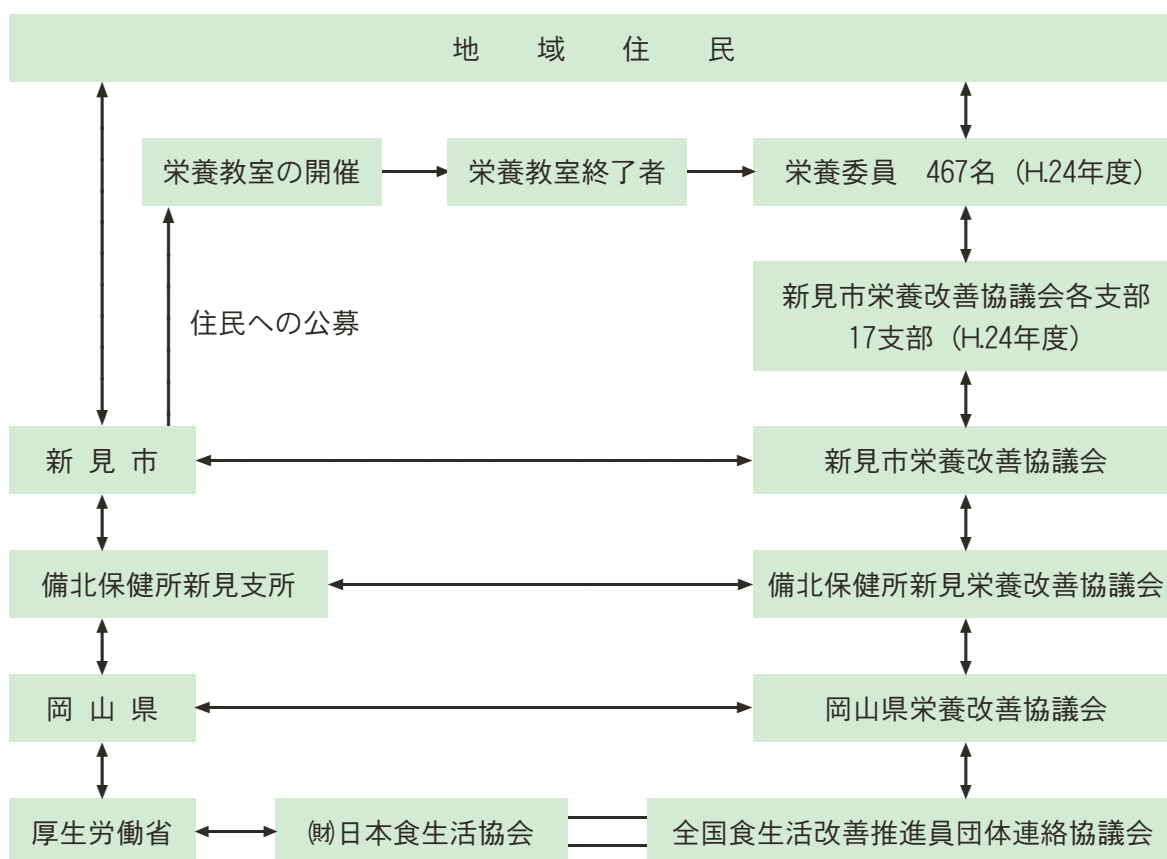 地域住民
栄養教室の開催
栄養教室終了者
栄養委員 467名(H.24年度)
新見市栄養改善協議会各支部
17支部(H.24年度)
住民への公募
新見市
新見市栄養改善協議会
備北保健所新見支所
備北保健所新見栄養改善協議会
岡山県
岡山県栄養改善協議会
厚生労働省
㈶日本食生活協会
全国食生活改善推進員団体連絡協議会